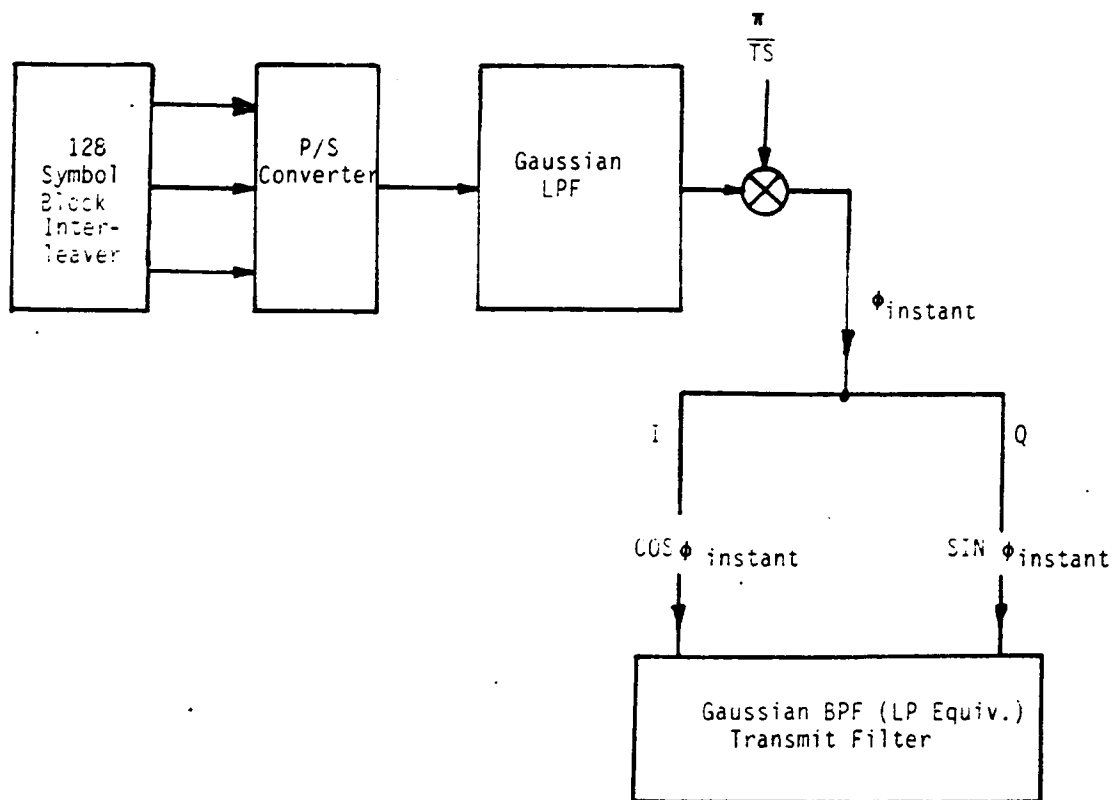 π
TS
128
Symbol
Block
Inter-
leaver
P/S
Converter
Gaussian
LPF
ϕinstant
I
Q
COS ϕ instant
SIN ϕinstant
Gaussian BPF (LP Equiv.)
Transmit Filter